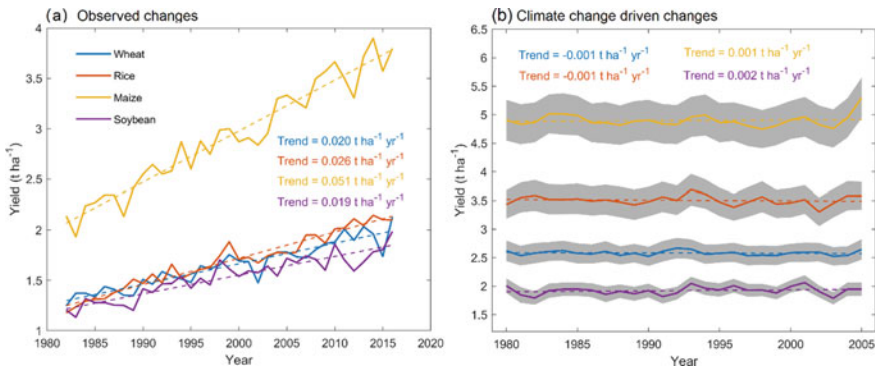 (a) Observed changes
Yield (t ha⁻¹)
4
3.5
3
2.5
2
1.5
1
Wheat
Rice
Maize
Soybean
Trend = 0.020 t ha⁻¹ yr⁻¹
Trend = 0.026 t ha⁻¹ yr⁻¹
Trend = 0.051 t ha⁻¹ yr⁻¹
Trend = 0.019 t ha⁻¹ yr⁻¹
1980 1985 1990 1995 2000 2005 2010 2015 2020
Year
(b) Climate change driven changes
Yield (t ha⁻¹)
6.5
6
5.5
5
4.5
4
3.5
3
2.5
2
1.5
Trend = -0.001 t ha⁻¹ yr⁻¹ Trend = 0.001 t ha⁻¹ yr⁻¹
Trend = -0.001 t ha⁻¹ yr⁻¹ Trend = 0.002 t ha⁻¹ yr⁻¹
1980 1985 1990 1995 2000 2005
Year